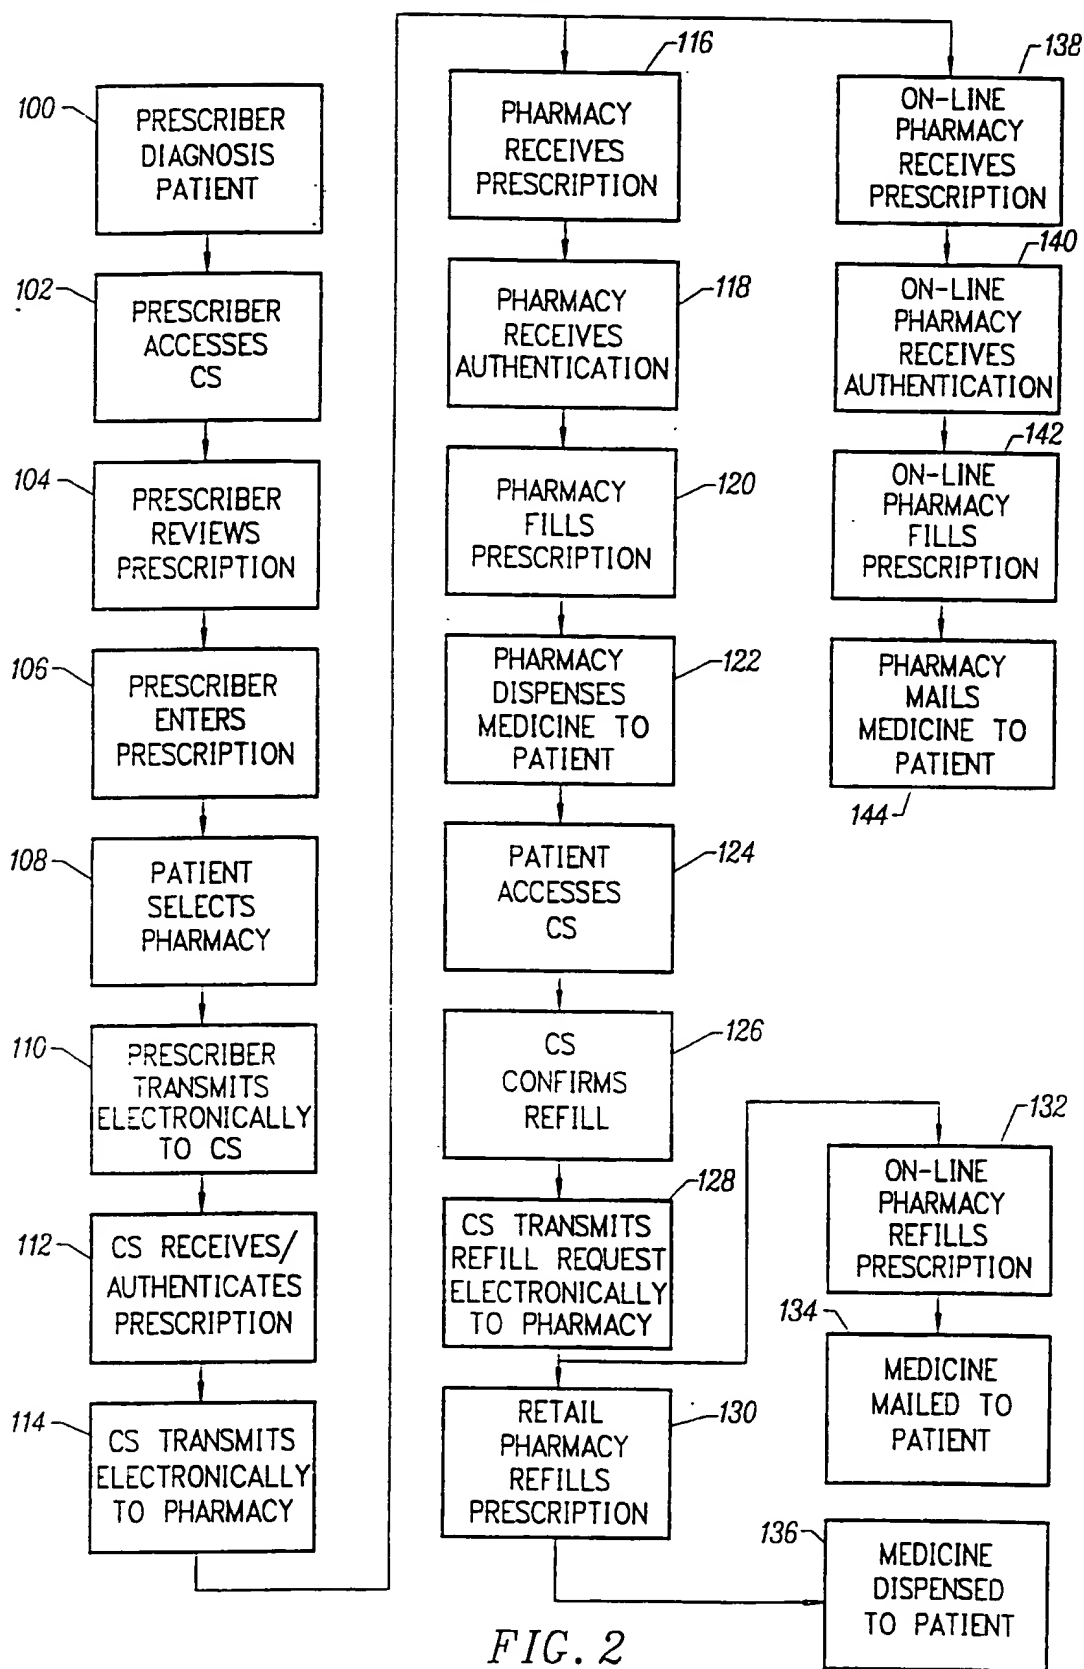 100
PRESCRIBER
DIAGNOSIS
PATIENT
102
PRESCRIBER
ACCESSES
CS
104
PRESCRIBER
REVIEWS
PRESCRIPTION
106
PRESCRIBER
ENTERS
PRESCRIPTION
108
PATIENT
SELECTS
PHARMACY
110
PRESCRIBER
TRANSMITS
ELECTRONICALLY
TO CS
112
CS RECEIVES/
AUTHENTICATES
PRESCRIPTION
114
CS TRANSMITS
ELECTRONICALLY
TO PHARMACY
116
PHARMACY
RECEIVES
PRESCRIPTION
118
PHARMACY
RECEIVES
AUTHENTICATION
120
PHARMACY
FILLS
PRESCRIPTION
122
PHARMACY
DISPENSES
MEDICINE TO
PATIENT
124
PATIENT
ACCESSES
CS
126
CS
CONFIRMS
REFILL
128
CS TRANSMITS
REFILL REQUEST
ELECTRONICALLY
TO PHARMACY
130
RETAIL
PHARMACY
REFILLS
PRESCRIPTION
138
ON-LINE
PHARMACY
RECEIVES
PRESCRIPTION
140
ON-LINE
PHARMACY
RECEIVES
AUTHENTICATION
142
ON-LINE
PHARMACY
FILLS
PRESCRIPTION
PHARMACY
MAILS
MEDICINE TO
PATIENT
144
132
ON-LINE
PHARMACY
REFILLS
PRESCRIPTION
134
MEDICINE
MAILED TO
PATIENT
136
MEDICINE
DISPENSED
TO PATIENT
FIG. 2